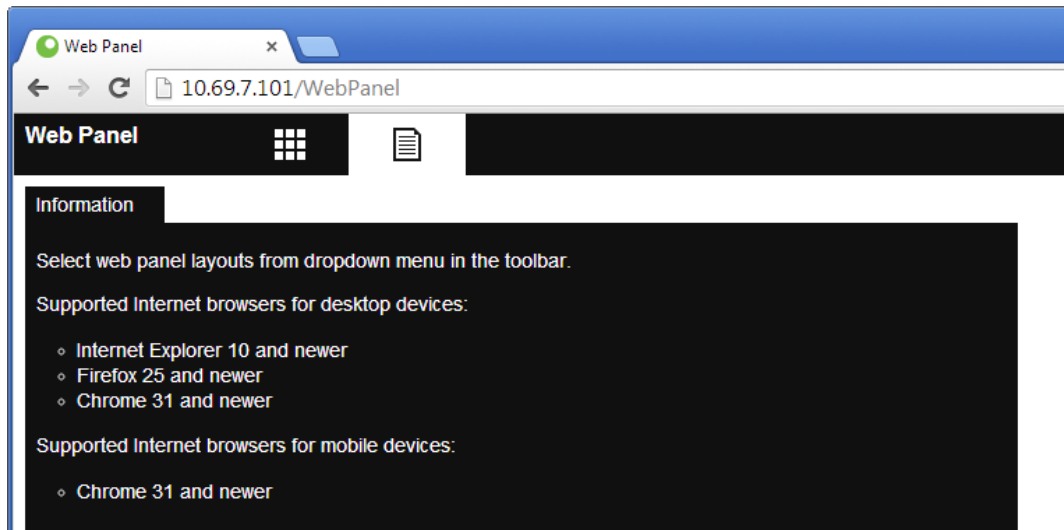 Web Panel
10.69.7.101/WebPanel
Web Panel
Information
Select web panel layouts from dropdown menu in the toolbar.
Supported Internet browsers for desktop devices:
Internet Explorer 10 and newer
Firefox 25 and newer
Chrome 31 and newer
Supported Internet browsers for mobile devices:
Chrome 31 and newer